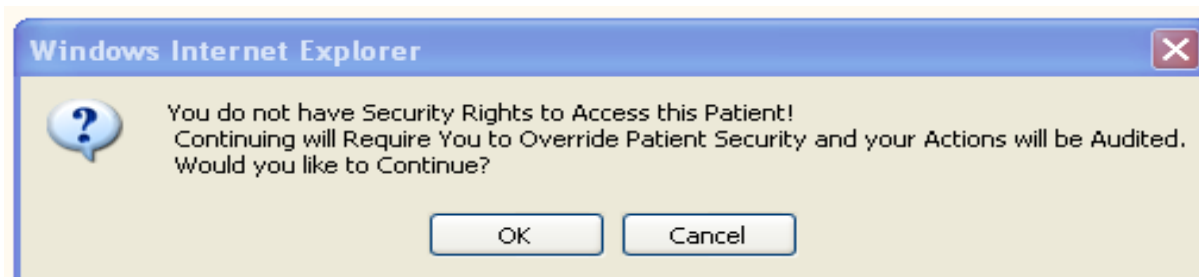 Windows Internet Explorer
You do not have Security Rights to Access this Patient!
Continuing will Require You to Override Patient Security and your Actions will be Audited.
Would you like to Continue?
OK
Cancel